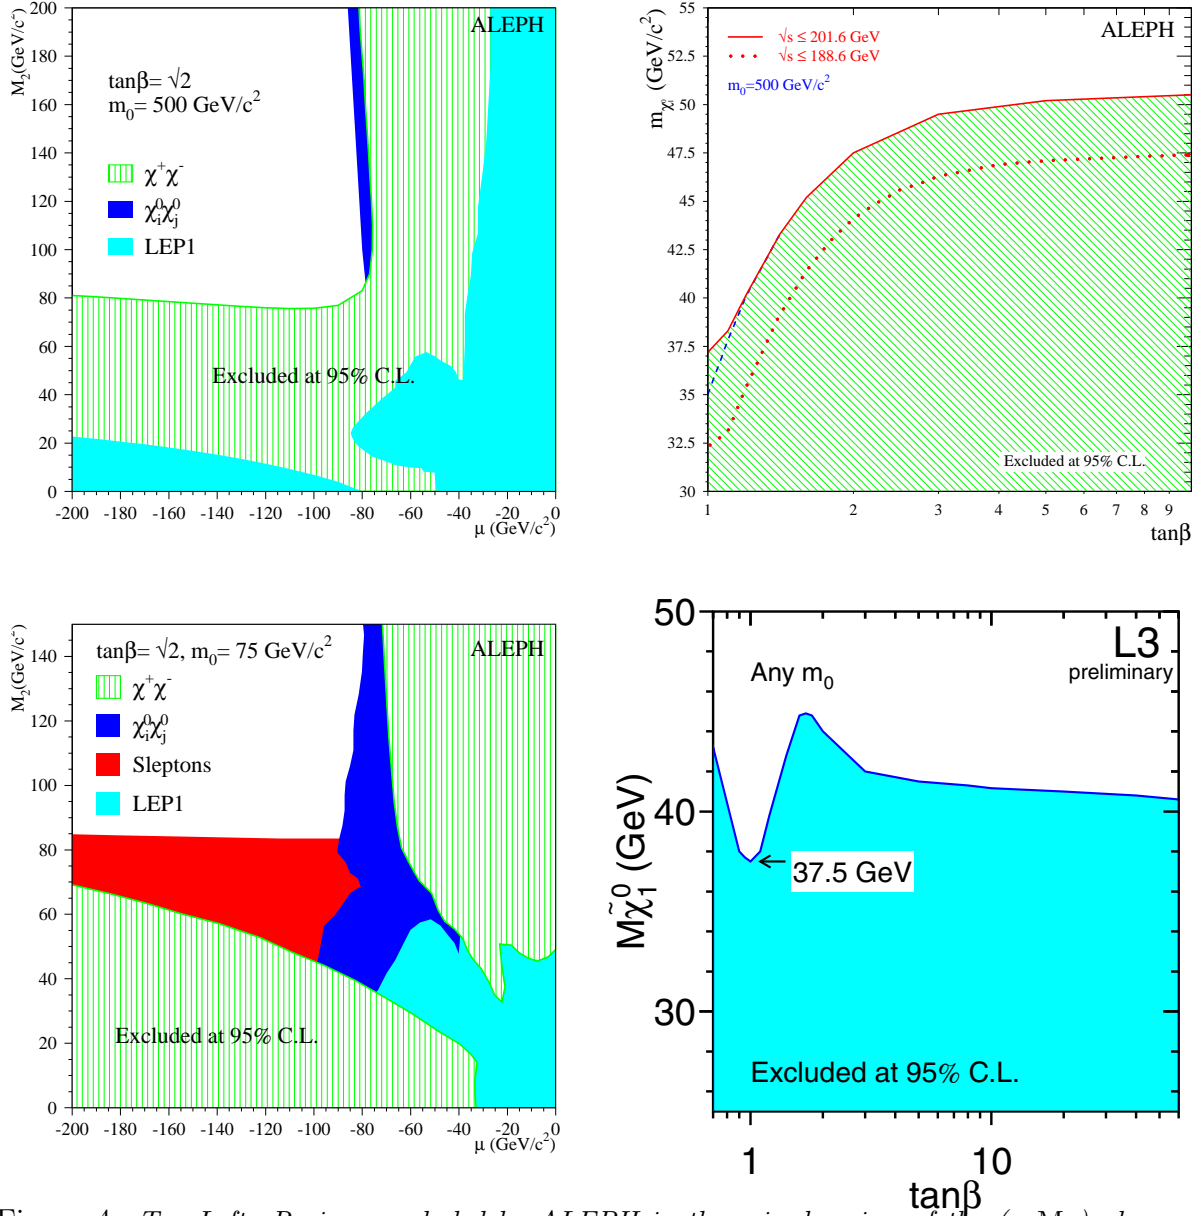 ALEPH
M₂(GeV/c²)
tanβ= √2
m₀= 500 GeV/c²
χ⁺χ⁻
χ⁰ᵢχ⁰ⱼ
LEP1
Excluded at 95% C.L.
200
180
160
140
120
100
80
60
40
20
0
-200 -180 -160 -140 -120 -100 -80 -60 -40 -20 0
μ (GeV/c²)
ALEPH
(GeV/c²)
√s ≤ 201.6 GeV
√s ≤ 188.6 GeV
m₀=500 GeV/c²
55
52.5
50
47.5
45
42.5
40
37.5
35
32.5
30
Excluded at 95% C.L.
1 2 3 4 5 6 7 8 9
tanβ
M₂(GeV/c²)
tanβ= √2, m₀= 75 GeV/c²
ALEPH
χ⁺χ⁻
χ⁰ᵢχ⁰ⱼ
Sleptons
LEP1
Excluded at 95% C.L.
140
120
100
80
60
40
20
0
-200 -180 -160 -140 -120 -100 -80 -60 -40 -20 0
μ (GeV/c²)
L3
preliminary
Any m₀
Mχ̃⁰₁ (GeV)
50
40
30
37.5 GeV
Excluded at 95% C.L.
1 10
tanβ